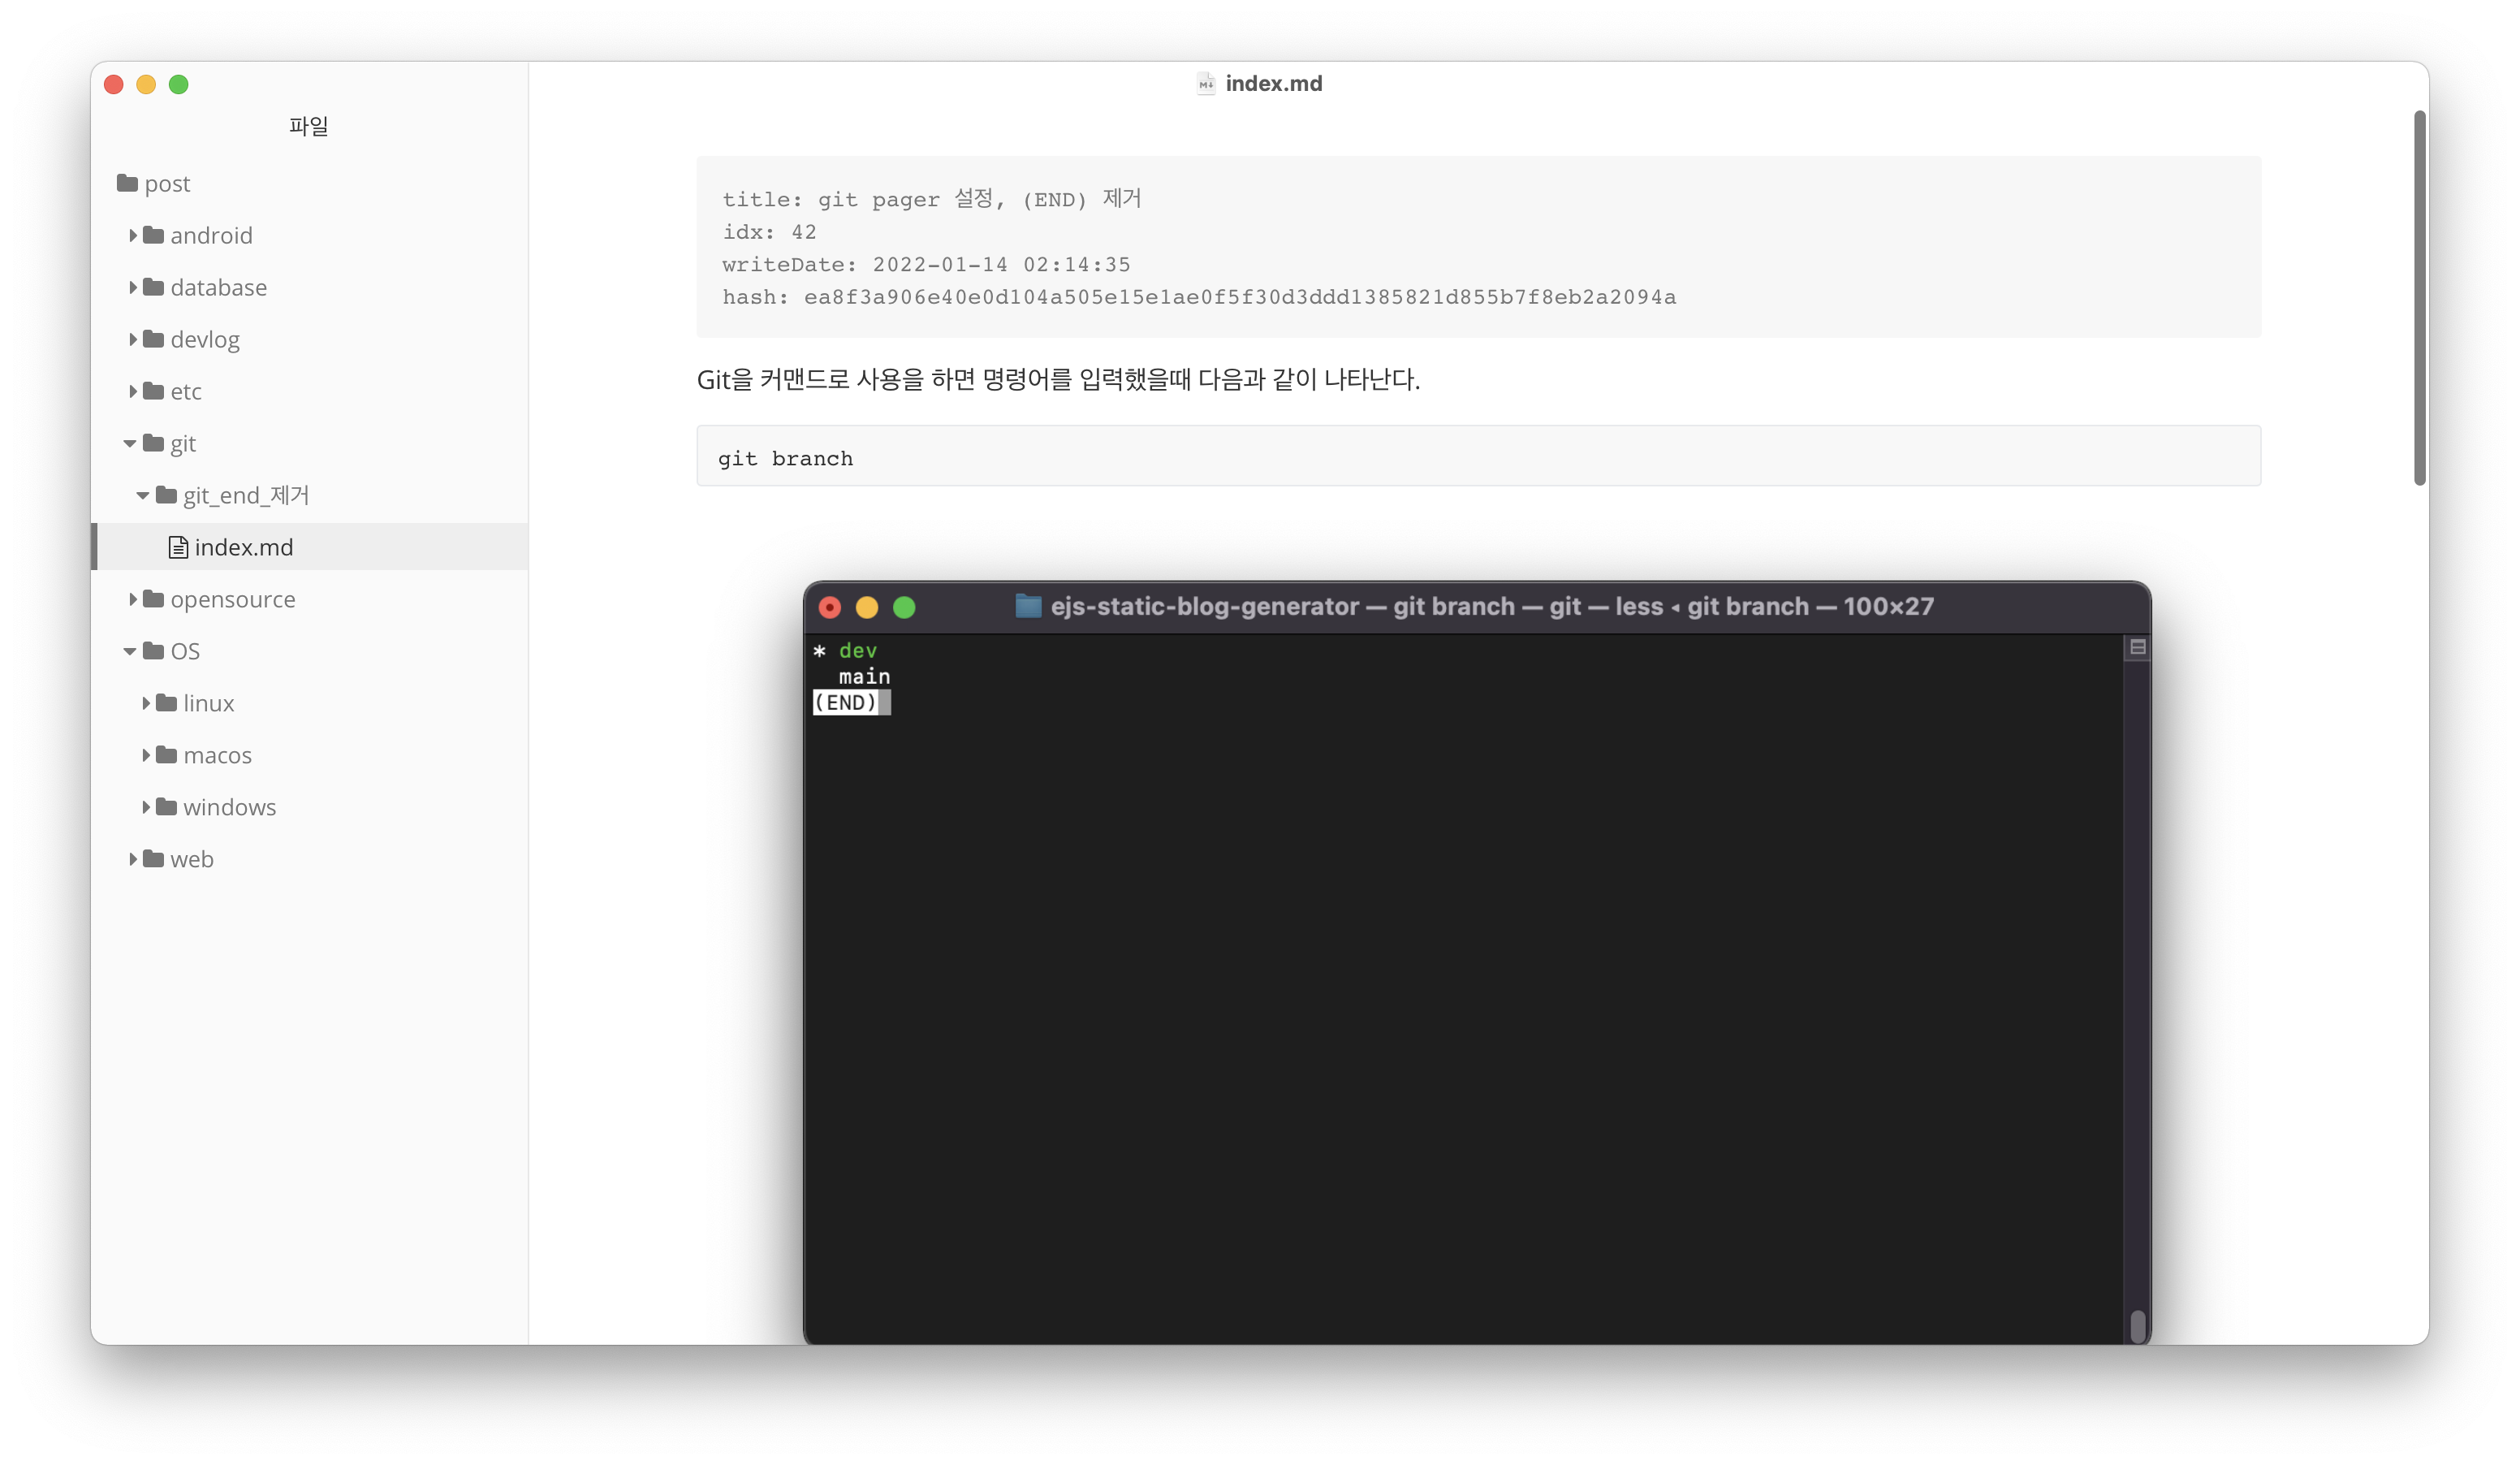 index.md
파일
post
android
database
devlog
etc
git
git_end_제거
index.md
opensource
OS
linux
macos
windows
web
title: git pager 설정, (END) 제거
idx: 42
writeDate: 2022-01-14 02:14:35
hash: ea8f3a906e40e0d104a505e15e1ae0f5f30d3ddd1385821d855b7f8eb2a2094a
Git을 커맨드로 사용을 하면 명령어를 입력했을때 다음과 같이 나타난다.
git branch
ejs-static-blog-generator — git branch — git — less ◂ git branch — 100×27
* dev
main
(END)